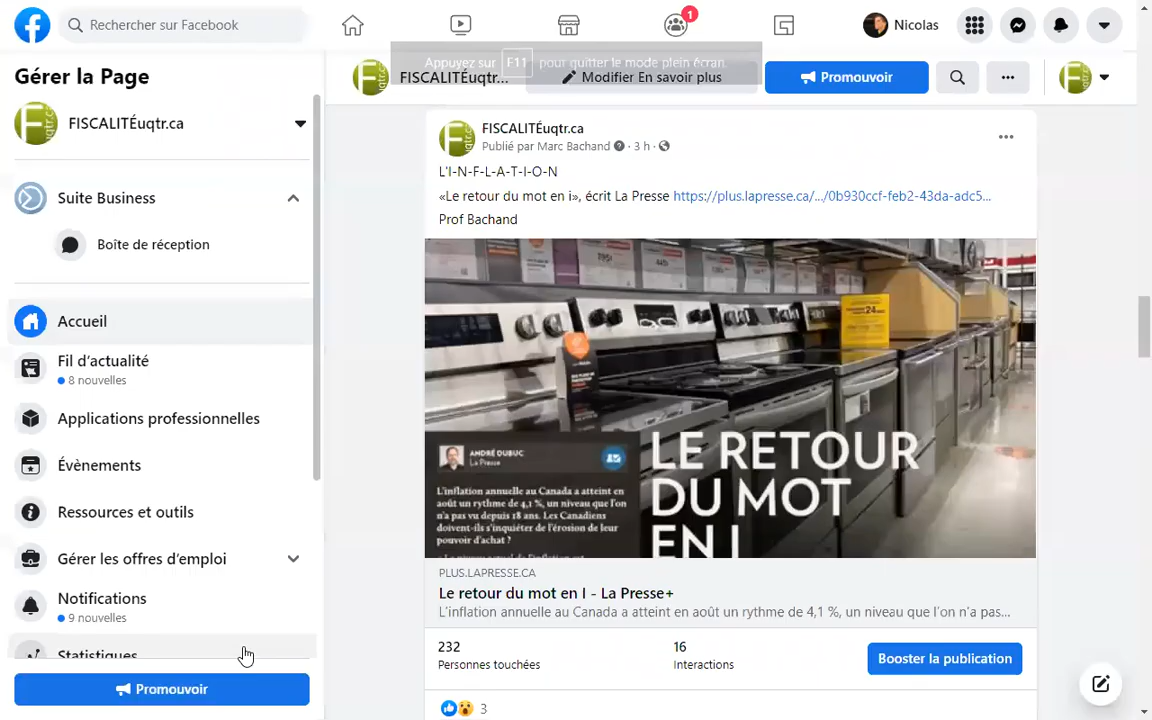 Rechercher sur Facebook
1
Nicolas
Gérer la Page
FISCALITÉuqtr.ca
Suite Business
Boîte de réception
Accueil
Fil d'actualité
8 nouvelles
Applications professionnelles
Évènements
Ressources et outils
Gérer les offres d'emploi
Notifications
9 nouvelles
Statistiques
Promouvoir
Appuyez sur F11 pour quitter le mode plein écran.
FISCALITÉuqtr...
Modifier En savoir plus
Promouvoir
FISCALITÉuqtr.ca
Publié par Marc Bachand · 3 h ·
L'I-N-F-L-A-T-I-O-N
«Le retour du mot en i», écrit La Presse https://plus.lapresse.ca/.../0b930ccf-feb2-43da-adc5...
Prof Bachand
ANDRÉ DUBUC
La Presse
L'inflation annuelle au Canada a atteint en
août un rythme de 4,1 %, un niveau que l'on
n'a pas vu depuis 18 ans. Les Canadiens
doivent-ils s'inquiéter de l'érosion de leur
pouvoir d'achat ?
LE RETOUR
DU MOT
EN I
PLUS.LAPRESSE.CA
Le retour du mot en I - La Presse+
L'inflation annuelle au Canada a atteint en août un rythme de 4,1 %, un niveau que l'on n'a pas...
232
Personnes touchées
16
Interactions
Booster la publication
3